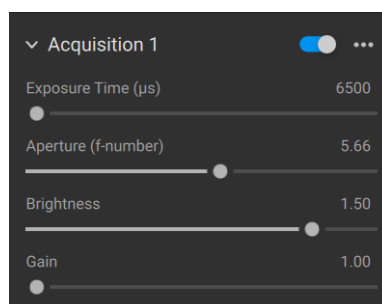 Acquisition 1
Exposure Time (µs) 6500
Aperture (f-number) 5.66
Brightness 1.50
Gain 1.00